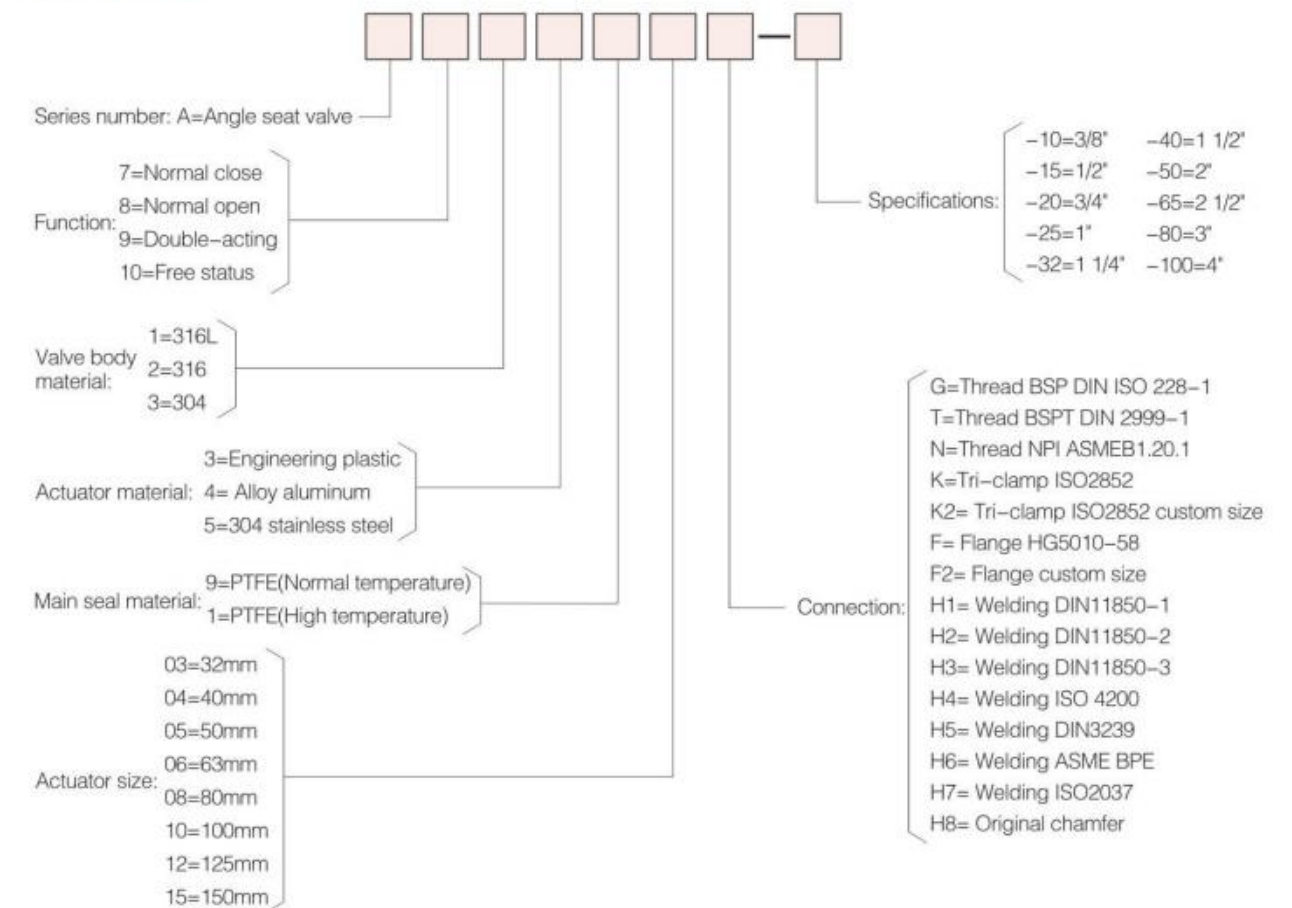 Series number: A=Angle seat valve
Function:
7=Normal close
8=Normal open
9=Double-acting
10=Free status
Valve body
material:
1=316L
2=316
3=304
Actuator material:
3=Engineering plastic
4= Alloy aluminum
5=304 stainless steel
Main seal material:
9=PTFE(Normal temperature)
1=PTFE(High temperature)
Actuator size:
03=32mm
04=40mm
05=50mm
06=63mm
08=80mm
10=100mm
12=125mm
15=150mm
Specifications:
-10=3/8" -40=1 1/2"
-15=1/2" -50=2"
-20=3/4" -65=2 1/2"
-25=1" -80=3"
-32=1 1/4" -100=4"
Connection:
G=Thread BSP DIN ISO 228-1
T=Thread BSPT DIN 2999-1
N=Thread NPI ASMEB1.20.1
K=Tri-clamp ISO2852
K2= Tri-clamp ISO2852 custom size
F= Flange HG5010-58
F2= Flange custom size
H1= Welding DIN11850-1
H2= Welding DIN11850-2
H3= Welding DIN11850-3
H4= Welding ISO 4200
H5= Welding DIN3239
H6= Welding ASME BPE
H7= Welding ISO2037
H8= Original chamfer